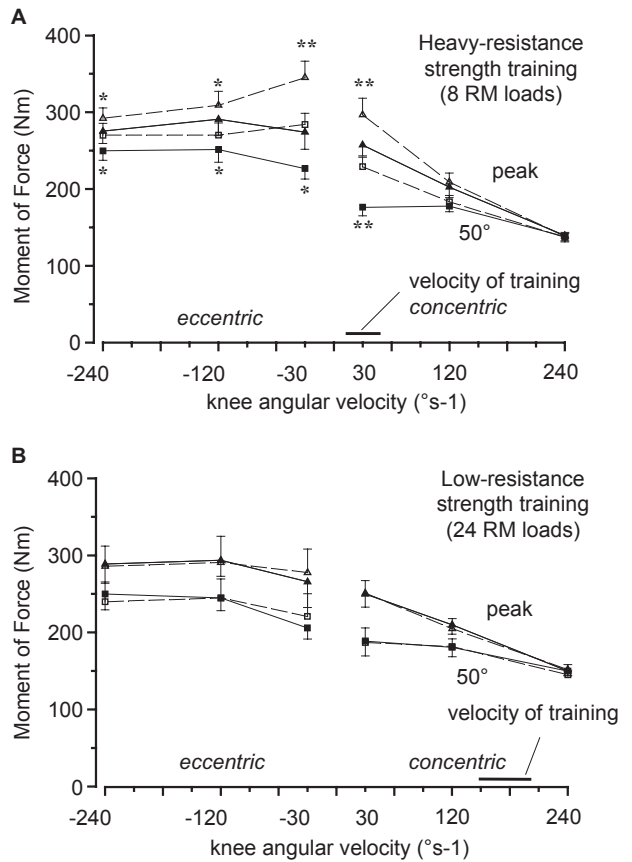 A
Heavy-resistance
strength training
(8 RM loads)
Moment of Force (Nm)
400
300
200
100
0
* * ** **
* * * **
peak
50°
velocity of training
eccentric
concentric
-240 -120 -30 30 120 240
knee angular velocity (°s-1)
B
Low-resistance
strength training
(24 RM loads)
Moment of Force (Nm)
400
300
200
100
0
peak
50°
velocity of training
eccentric concentric
-240 -120 -30 30 120 240
knee angular velocity (°s-1)